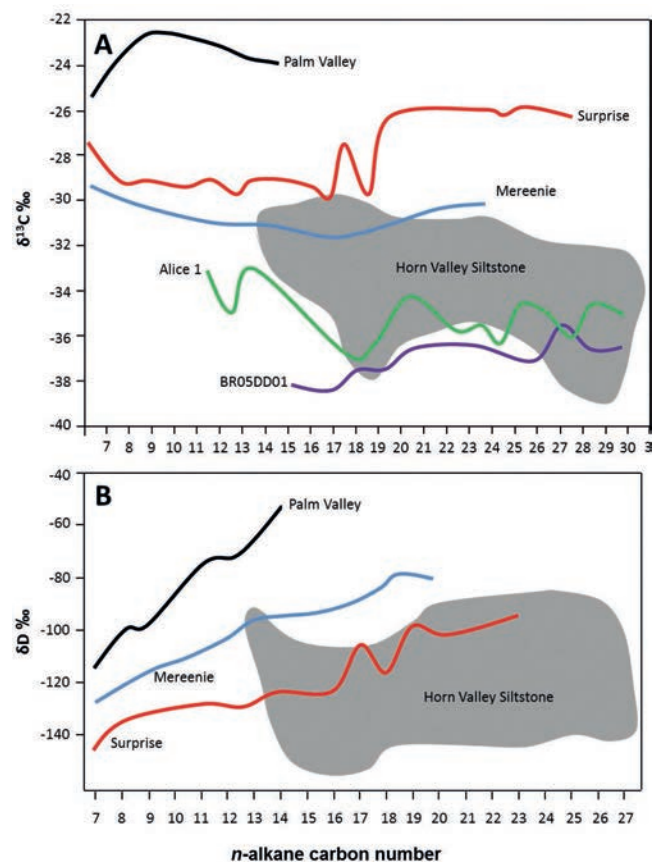 A
-22
-24
-26
-28
-30
-32
-34
-36
-38
-40
δ¹³C ‰
Palm Valley
Surprise
Mereenie
Alice 1
Horn Valley Siltstone
BR05DD01
7 8 9 10 11 12 13 14 15 16 17 18 19 20 21 22 23 24 25 26 27 28 29 30 3
B
-40
-60
-80
-100
-120
-140
δD ‰
Palm Valley
Mereenie
Surprise
Horn Valley Siltstone
7 8 9 10 11 12 13 14 15 16 17 18 19 20 21 22 23 24 25 26 27
n-alkane carbon number